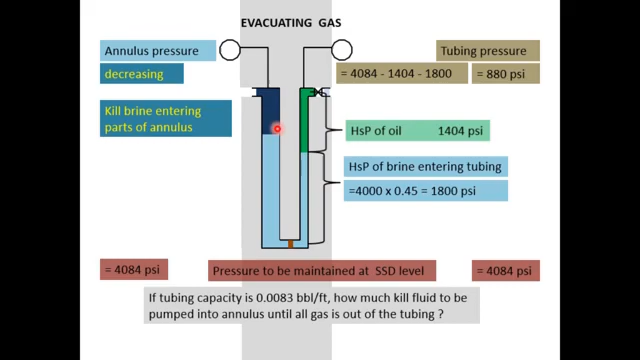 EVACUATING GAS
Annulus pressure
Tubing pressure
decreasing
= 4084 - 1404 - 1800
= 880 psi
Kill brine entering
parts of annulus
HsP of oil 1404 psi
HsP of brine entering tubing
=4000 x 0.45 = 1800 psi
= 4084 psi
Pressure to be maintained at SSD level
= 4084 psi
If tubing capacity is 0.0083 bbl/ft, how much kill fluid to be
pumped into annulus until all gas is out of the tubing ?